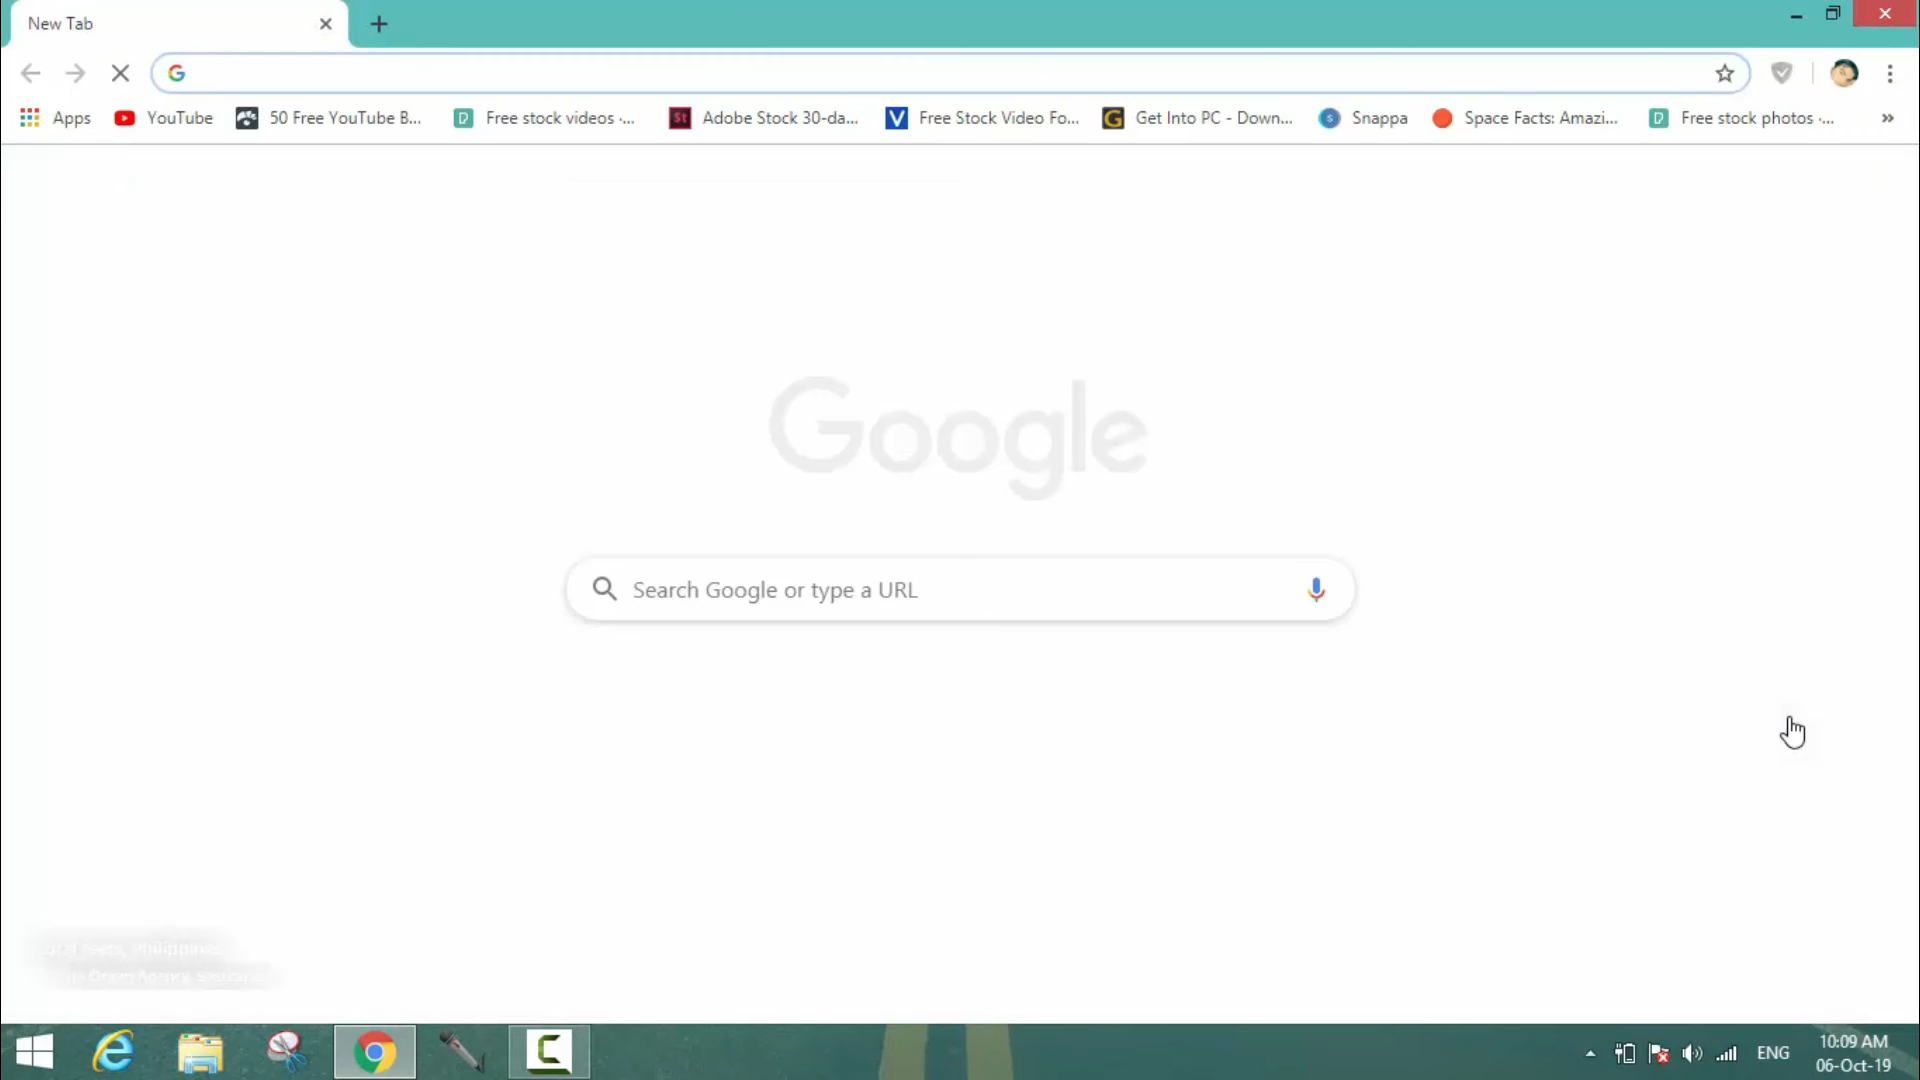 New Tab
Apps
YouTube
50 Free YouTube B...
Free stock videos ·...
Adobe Stock 30-da...
Free Stock Video Fo...
Get Into PC - Down...
Snappa
Space Facts: Amazi...
Free stock photos ·...
»
Google
Search Google or type a URL
Philippines
ENG
10:09 AM
06-Oct-19